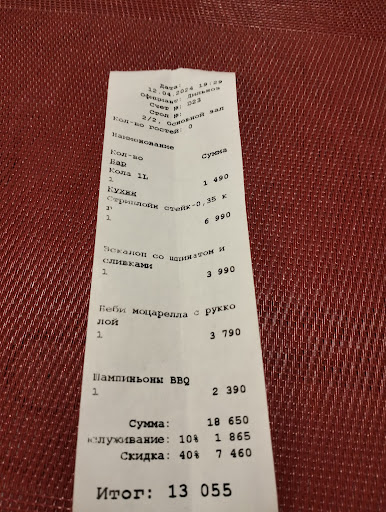 Дата:
12.04.2024 19:29
Официант: Дильноз
Счет №: 023
Стол №:
2/2, Основной зал
Кол-во гостей: 0
Наименование
Кол-во Сумма
Бар
Кола 1L
1 1 490
Кухня
Стриплойн стейк-0,35 к
г
1 6 990
Эскалоп со шпинатом и
сливками
1 3 990
Беби моцарелла с рукко
лой
1 3 790
Шампиньоны BBQ
1 2 390
Сумма: 18 650
служивание: 10% 1 865
Скидка: 40% 7 460
Итог: 13 055